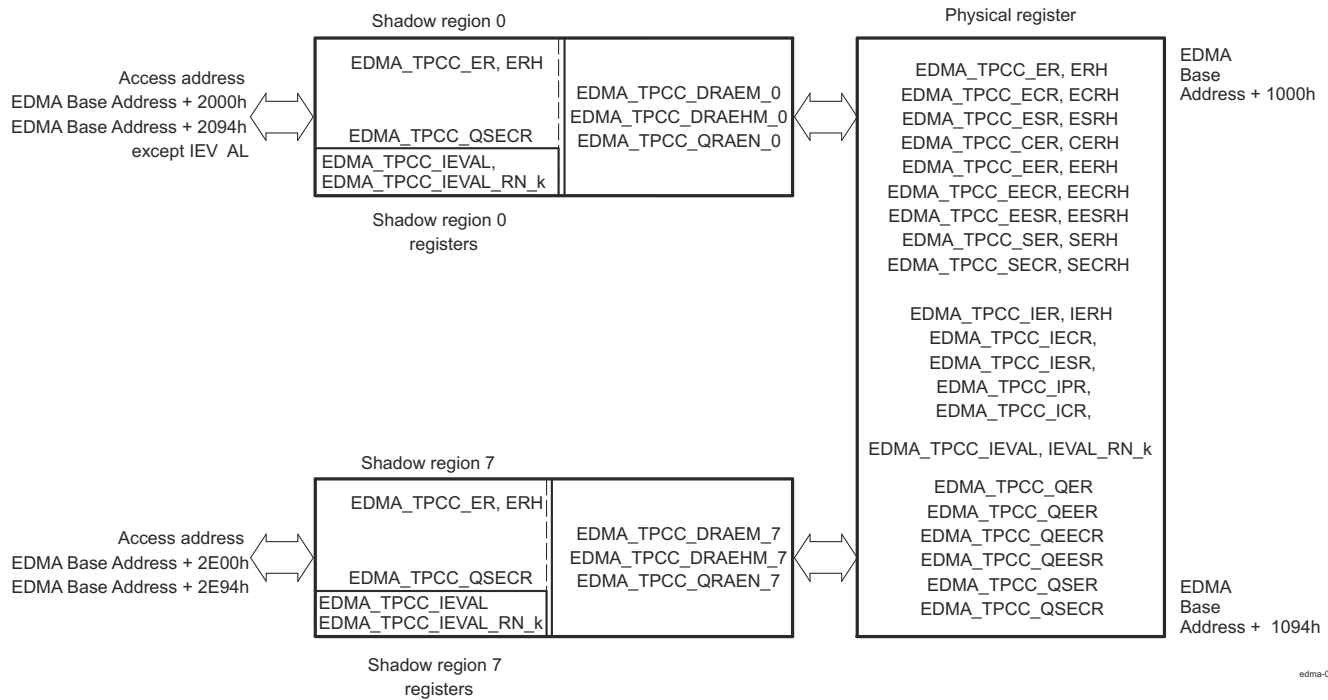 Shadow region 0
Access address
EDMA Base Address + 2000h
EDMA Base Address + 2094h
except IEV AL
EDMA_TPCC_ER, ERH
EDMA_TPCC_QSECR
EDMA_TPCC_IEVAL,
EDMA_TPCC_IEVAL_RN_k
EDMA_TPCC_DRAEM_0
EDMA_TPCC_DRAEHM_0
EDMA_TPCC_QRAEN_0
Shadow region 0
registers
Shadow region 7
Access address
EDMA Base Address + 2E00h
EDMA Base Address + 2E94h
EDMA_TPCC_ER, ERH
EDMA_TPCC_QSECR
EDMA_TPCC_IEVAL
EDMA_TPCC_IEVAL_RN_k
EDMA_TPCC_DRAEM_7
EDMA_TPCC_DRAEHM_7
EDMA_TPCC_QRAEN_7
Shadow region 7
registers
Physical register
EDMA_TPCC_ER, ERH
EDMA_TPCC_ECR, ECRH
EDMA_TPCC_ESR, ESRH
EDMA_TPCC_CER, CERH
EDMA_TPCC_EER, EERH
EDMA_TPCC_EECR, EECRH
EDMA_TPCC_EESR, EESRH
EDMA_TPCC_SER, SERH
EDMA_TPCC_SECR, SECRH
EDMA_TPCC_IER, IERH
EDMA_TPCC_IECR,
EDMA_TPCC_IESR,
EDMA_TPCC_IPR,
EDMA_TPCC_ICR,
EDMA_TPCC_IEVAL, IEVAL_RN_k
EDMA_TPCC_QER
EDMA_TPCC_QEER
EDMA_TPCC_QEECR
EDMA_TPCC_QEESR
EDMA_TPCC_QSER
EDMA_TPCC_QSECR
EDMA
Base
Address + 1000h
EDMA
Base
Address + 1094h